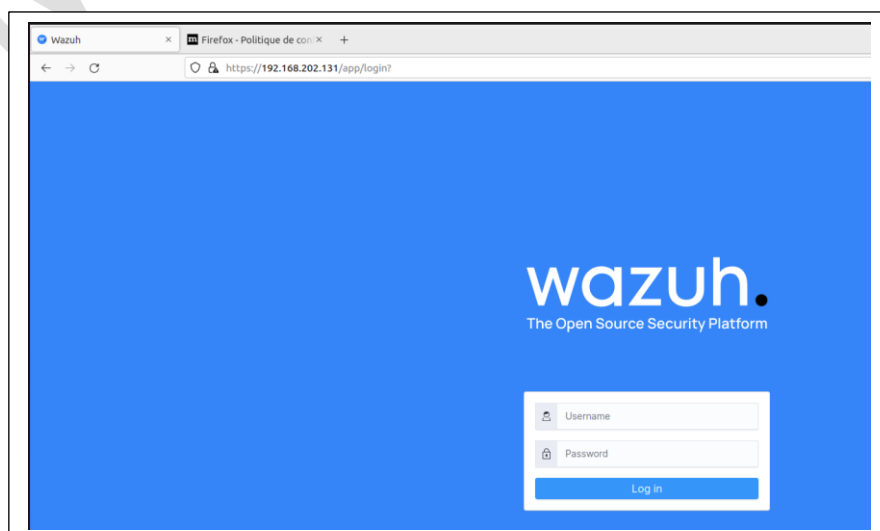 Wazuh
Firefox - Politique de con
https://192.168.202.131/app/login?
wazuh.
The Open Source Security Platform
Username
Password
Log in